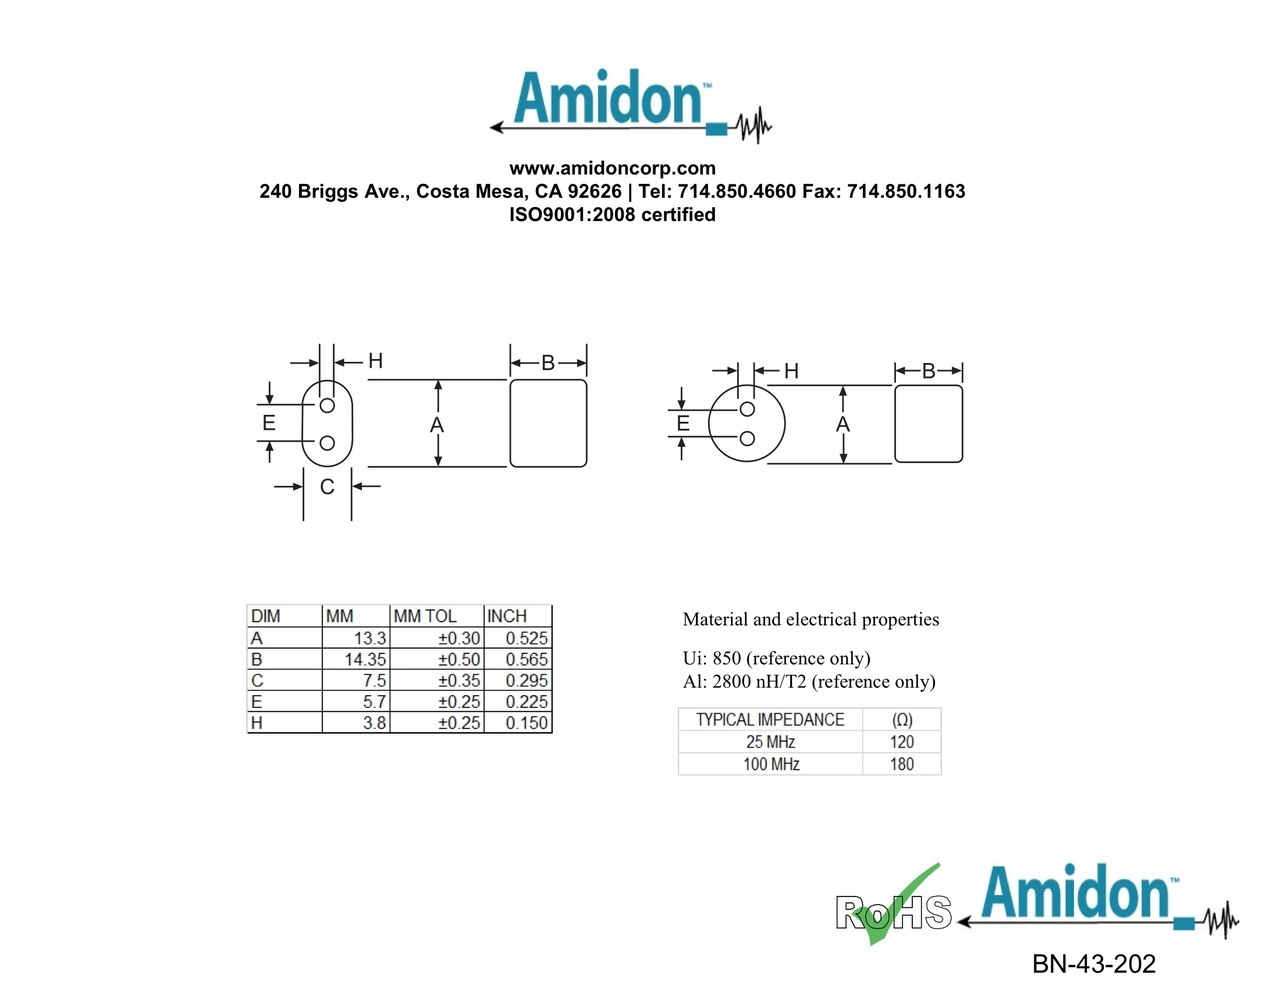 Amidon™
www.amidoncorp.com
240 Briggs Ave., Costa Mesa, CA 92626 | Tel: 714.850.4660 Fax: 714.850.1163
ISO9001:2008 certified
H
B
E
A
C
H
B
E
A
DIM MM MM TOL INCH
A 13.3 ±0.30 0.525
B 14.35 ±0.50 0.565
C 7.5 ±0.35 0.295
E 5.7 ±0.25 0.225
H 3.8 ±0.25 0.150
Material and electrical properties
Ui: 850 (reference only)
Al: 2800 nH/T2 (reference only)
TYPICAL IMPEDANCE (Ω)
25 MHz 120
100 MHz 180
RoHS
Amidon™
BN-43-202